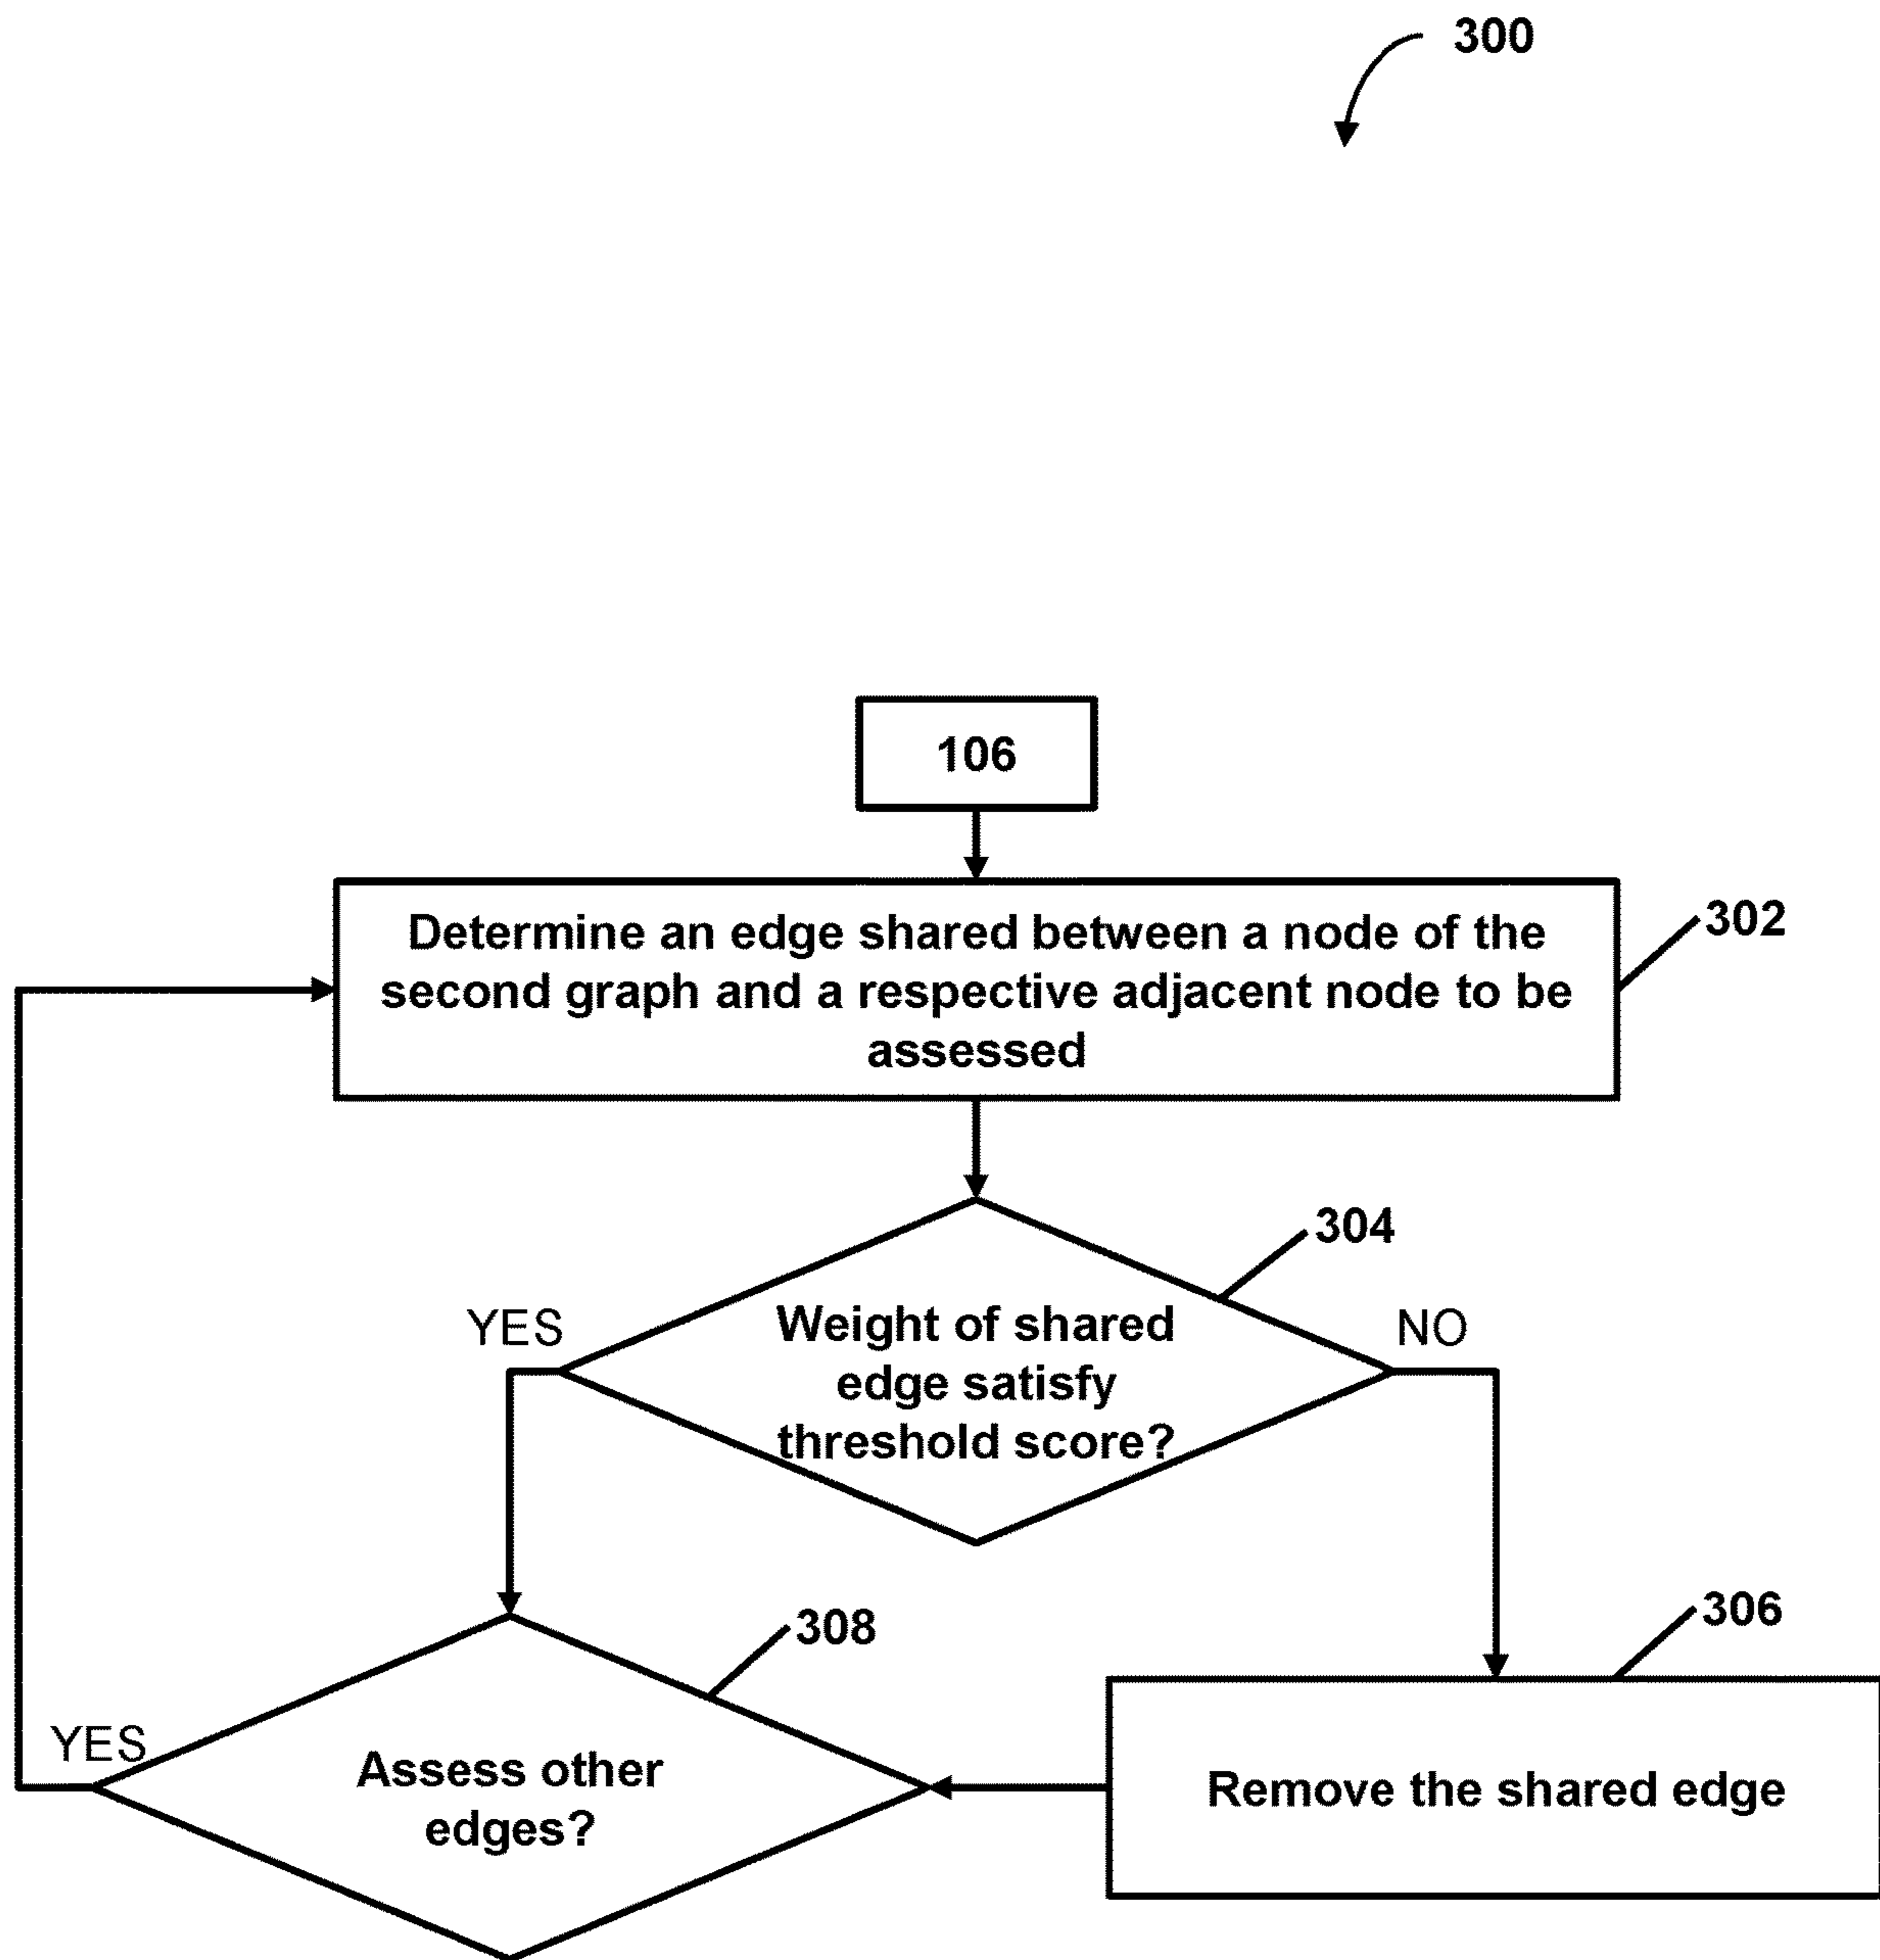 300
106
Determine an edge shared between a node of the
second graph and a respective adjacent node to be
assessed
302
304
YES
Weight of shared
edge satisfy
threshold score?
NO
308
306
YES
Assess other
edges?
Remove the shared edge